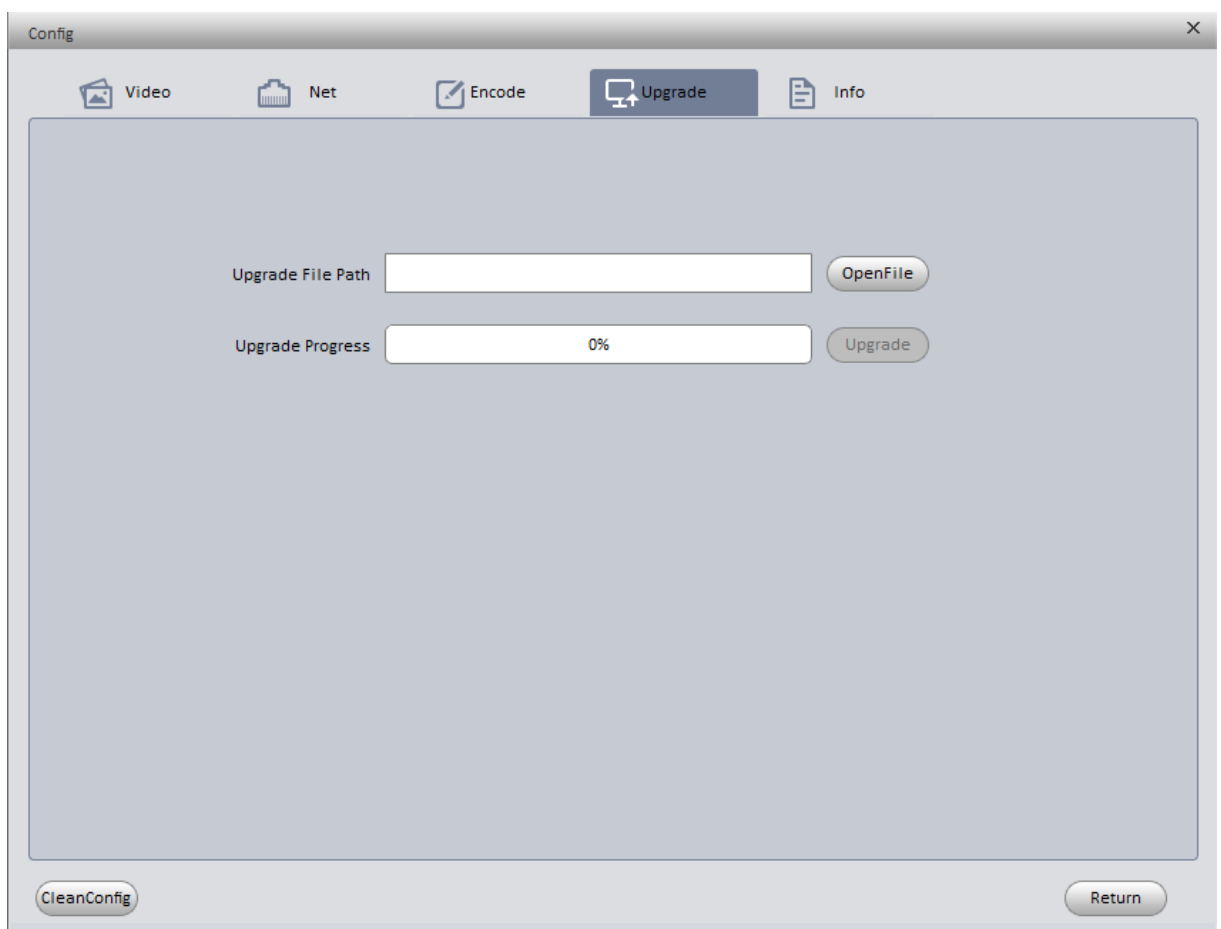 Config
Video Net Encode Upgrade Info
Upgrade File Path OpenFile
Upgrade Progress 0% Upgrade
CleanConfig Return